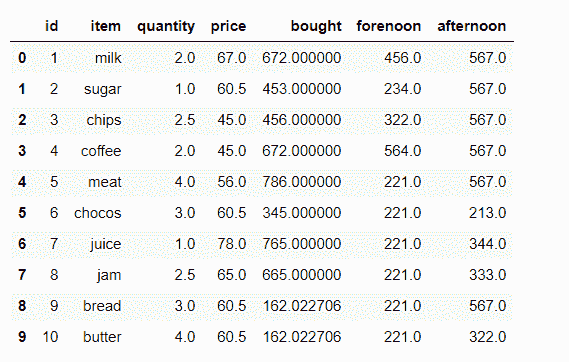 id item quantity price bought forenoon afternoon
0 1 milk 2.0 67.0 672.000000 456.0 567.0
1 2 sugar 1.0 60.5 453.000000 234.0 567.0
2 3 chips 2.5 45.0 456.000000 322.0 567.0
3 4 coffee 2.0 45.0 672.000000 564.0 567.0
4 5 meat 4.0 56.0 786.000000 221.0 567.0
5 6 chocos 3.0 60.5 345.000000 221.0 213.0
6 7 juice 1.0 78.0 765.000000 221.0 344.0
7 8 jam 2.5 65.0 665.000000 221.0 333.0
8 9 bread 3.0 60.5 162.022706 221.0 567.0
9 10 butter 4.0 60.5 162.022706 221.0 322.0